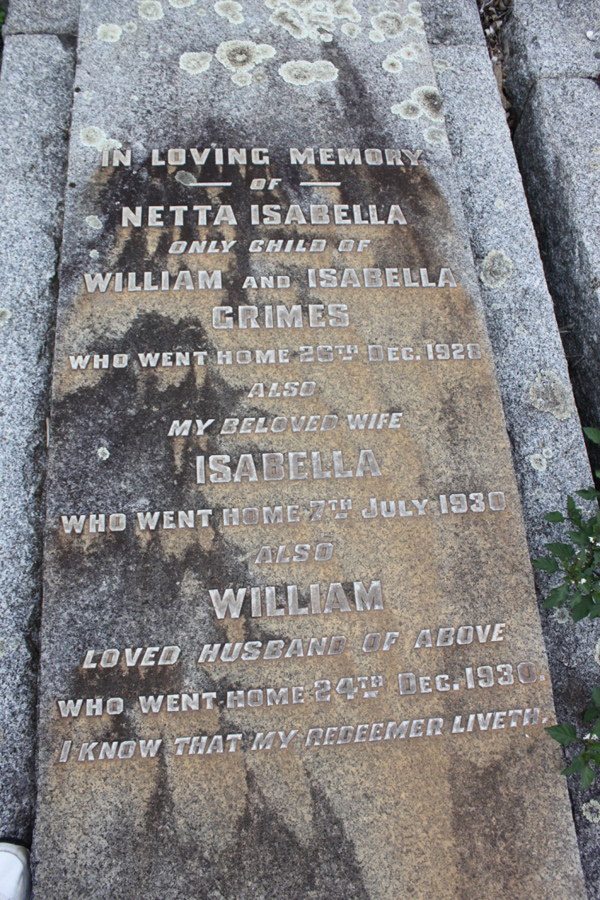 IN LOVING MEMORY
OF
NETTA ISABELLA
ONLY CHILD OF
WILLIAM AND ISABELLA
GRIMES
WHO WENT HOME 26TH DEC. 1928
ALSO
MY BELOVED WIFE
ISABELLA
WHO WENT HOME 7TH JULY 1930
ALSO
WILLIAM
LOVED HUSBAND OF ABOVE
WHO WENT HOME 24TH DEC. 1930.
I KNOW THAT MY REDEEMER LIVETH.